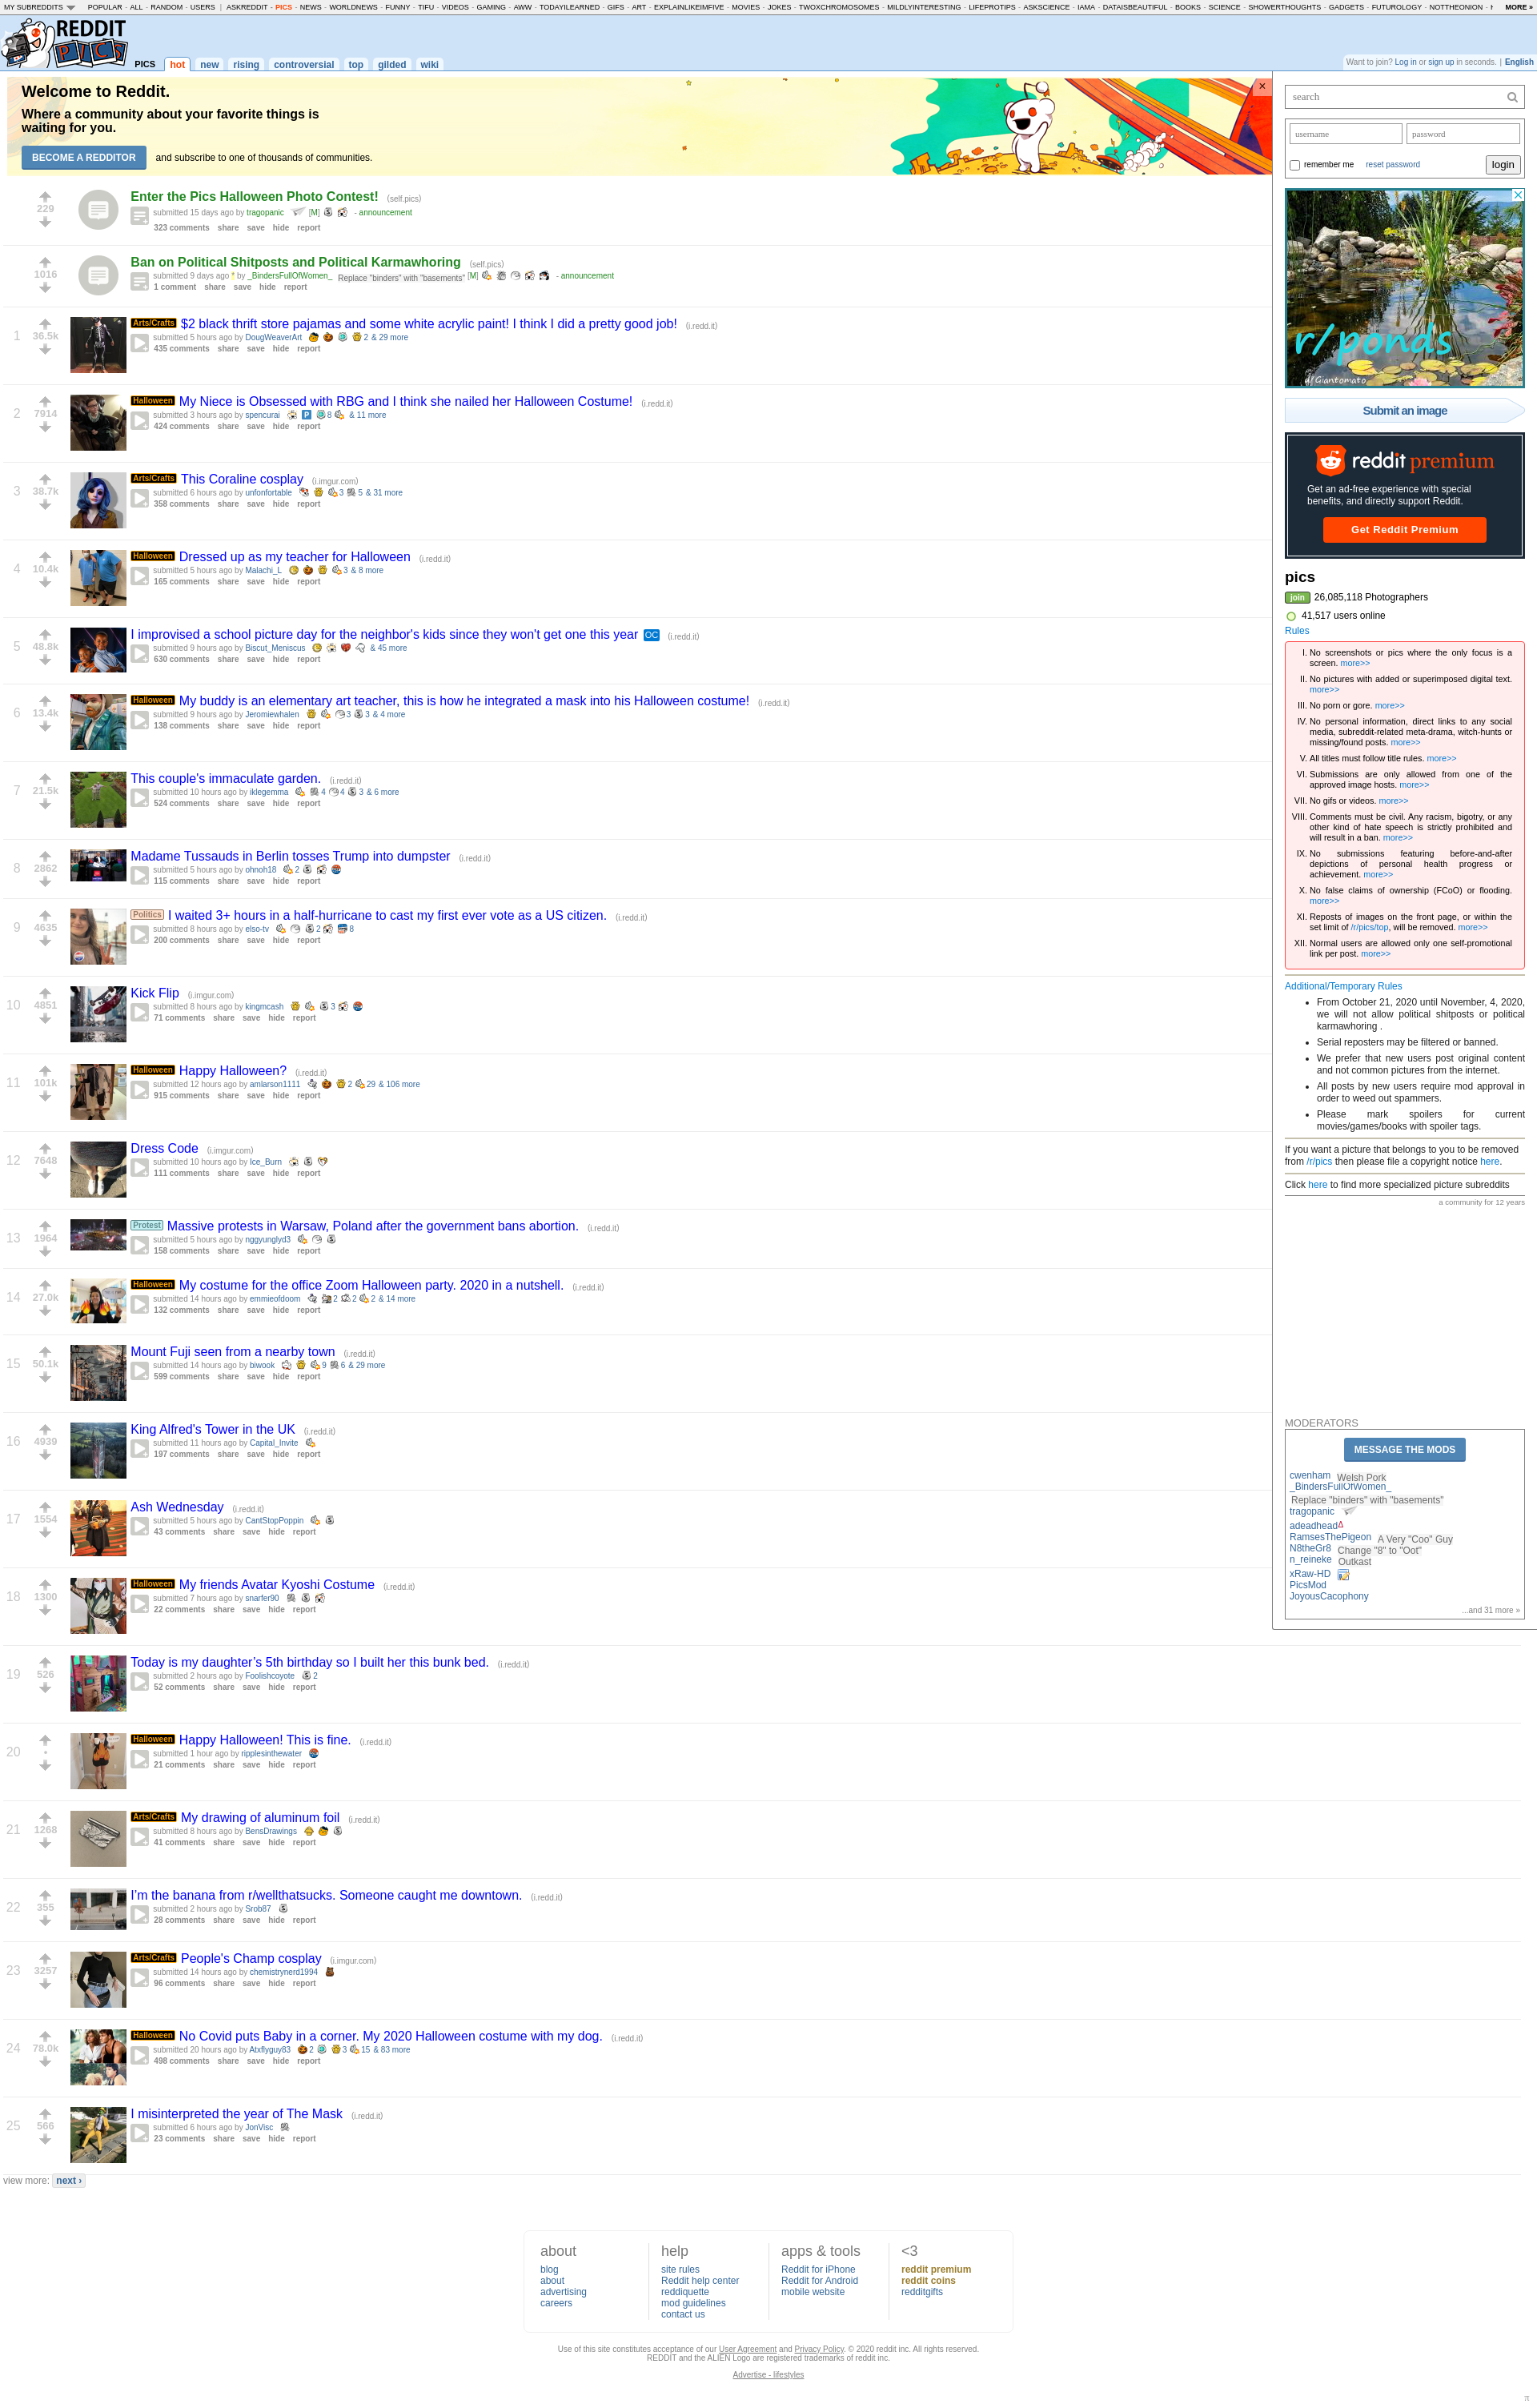 MY SUBREDDITS POPULAR - ALL - RANDOM - USERS | ASKREDDIT - PICS - NEWS - WORLDNEWS - FUNNY - TIFU - VIDEOS - GAMING - AWW - TODAYILEARNED - GIFS - ART - EXPLAINLIKEIMFIVE - MOVIES - JOKES - TWOXCHROMOSOMES - MILDLYINTERESTING - LIFEPROTIPS - ASKSCIENCE - IAMA - DATAISBEAUTIFUL - BOOKS - SCIENCE - SHOWERTHOUGHTS - GADGETS - FUTUROLOGY - NOTTHEONION MORE »
REDDIT
PICS
PICS hot new rising controversial top gilded wiki
Want to join? Log in or sign up in seconds. | English
Welcome to Reddit.
Where a community about your favorite things is
waiting for you.
BECOME A REDDITOR and subscribe to one of thousands of communities.
229
Enter the Pics Halloween Photo Contest! (self.pics)
submitted 15 days ago by tragopanic [M] - announcement
323 comments share save hide report
1016
Ban on Political Shitposts and Political Karmawhoring (self.pics)
submitted 9 days ago * by _BindersFullOfWomen_ Replace "binders" with "basements" [M] - announcement
1 comment share save hide report
1 36.5k
Arts/Crafts $2 black thrift store pajamas and some white acrylic paint! I think I did a pretty good job! (i.redd.it)
submitted 5 hours ago by DougWeaverArt 2 & 29 more
435 comments share save hide report
2 7914
Halloween My Niece is Obsessed with RBG and I think she nailed her Halloween Costume! (i.redd.it)
submitted 3 hours ago by spencurai 8 & 11 more
424 comments share save hide report
3 38.7k
Arts/Crafts This Coraline cosplay (i.imgur.com)
submitted 6 hours ago by unfonfortable 3 5 & 31 more
358 comments share save hide report
4 10.4k
Halloween Dressed up as my teacher for Halloween (i.redd.it)
submitted 5 hours ago by Malachi_L 3 & 8 more
165 comments share save hide report
5 48.8k
I improvised a school picture day for the neighbor's kids since they won't get one this year OC (i.redd.it)
submitted 9 hours ago by Biscut_Meniscus & 45 more
630 comments share save hide report
6 13.4k
Halloween My buddy is an elementary art teacher, this is how he integrated a mask into his Halloween costume! (i.redd.it)
submitted 9 hours ago by Jeromiewhalen 3 3 & 4 more
138 comments share save hide report
7 21.5k
This couple's immaculate garden. (i.redd.it)
submitted 10 hours ago by iklegemma 4 4 3 & 6 more
524 comments share save hide report
8 2862
Madame Tussauds in Berlin tosses Trump into dumpster (i.redd.it)
submitted 5 hours ago by ohnoh18 2
115 comments share save hide report
9 4635
Politics I waited 3+ hours in a half-hurricane to cast my first ever vote as a US citizen. (i.redd.it)
submitted 8 hours ago by elso-tv 2 8
200 comments share save hide report
10 4851
Kick Flip (i.imgur.com)
submitted 8 hours ago by kingmcash 3
71 comments share save hide report
11 101k
Halloween Happy Halloween? (i.redd.it)
submitted 12 hours ago by amlarson1111 2 29 & 106 more
915 comments share save hide report
12 7648
Dress Code (i.imgur.com)
submitted 10 hours ago by Ice_Burn
111 comments share save hide report
13 1964
Protest Massive protests in Warsaw, Poland after the government bans abortion. (i.redd.it)
submitted 5 hours ago by nggyunglyd3
158 comments share save hide report
14 27.0k
Halloween My costume for the office Zoom Halloween party. 2020 in a nutshell. (i.redd.it)
submitted 14 hours ago by emmieofdoom 2 2 2 & 14 more
132 comments share save hide report
15 50.1k
Mount Fuji seen from a nearby town (i.redd.it)
submitted 14 hours ago by biwook 9 6 & 29 more
599 comments share save hide report
16 4939
King Alfred's Tower in the UK (i.redd.it)
submitted 11 hours ago by Capital_Invite
197 comments share save hide report
17 1554
Ash Wednesday (i.redd.it)
submitted 5 hours ago by CantStopPoppin
43 comments share save hide report
18 1300
Halloween My friends Avatar Kyoshi Costume (i.redd.it)
submitted 7 hours ago by snarfer90
22 comments share save hide report
19 526
Today is my daughter’s 5th birthday so I built her this bunk bed. (i.redd.it)
submitted 2 hours ago by Foolishcoyote 2
52 comments share save hide report
20 •
Halloween Happy Halloween! This is fine. (i.redd.it)
submitted 1 hour ago by ripplesinthewater
21 comments share save hide report
21 1268
Arts/Crafts My drawing of aluminum foil (i.redd.it)
submitted 8 hours ago by BensDrawings
41 comments share save hide report
22 355
I’m the banana from r/wellthatsucks. Someone caught me downtown. (i.redd.it)
submitted 2 hours ago by Srob87
28 comments share save hide report
23 3257
Arts/Crafts People's Champ cosplay (i.imgur.com)
submitted 14 hours ago by chemistrynerd1994
96 comments share save hide report
24 78.0k
Halloween No Covid puts Baby in a corner. My 2020 Halloween costume with my dog. (i.redd.it)
submitted 20 hours ago by Atxflyguy83 2 3 15 & 83 more
498 comments share save hide report
25 566
I misinterpreted the year of The Mask (i.redd.it)
submitted 6 hours ago by JonVisc
23 comments share save hide report
view more: next ›
search
username password
remember me reset password login
r/ponds
u/Giantomato
Submit an image
reddit premium
Get an ad-free experience with special
benefits, and directly support Reddit.
Get Reddit Premium
pics
join 26,085,118 Photographers
41,517 users online
Rules
I. No screenshots or pics where the only focus is a
screen. more>>
II. No pictures with added or superimposed digital text.
more>>
III. No porn or gore. more>>
IV. No personal information, direct links to any social
media, subreddit-related meta-drama, witch-hunts or
missing/found posts. more>>
V. All titles must follow title rules. more>>
VI. Submissions are only allowed from one of the
approved image hosts. more>>
VII. No gifs or videos. more>>
VIII. Comments must be civil. Any racism, bigotry, or any
other kind of hate speech is strictly prohibited and
will result in a ban. more>>
IX. No submissions featuring before-and-after
depictions of personal health progress or
achievement. more>>
X. No false claims of ownership (FCoO) or flooding.
more>>
XI. Reposts of images on the front page, or within the
set limit of /r/pics/top, will be removed. more>>
XII. Normal users are allowed only one self-promotional
link per post. more>>
Additional/Temporary Rules
• From October 21, 2020 until November, 4, 2020,
we will not allow political shitposts or political
karmawhoring .
• Serial reposters may be filtered or banned.
• We prefer that new users post original content
and not common pictures from the internet.
• All posts by new users require mod approval in
order to weed out spammers.
• Please mark spoilers for current
movies/games/books with spoiler tags.
If you want a picture that belongs to you to be removed
from /r/pics then please file a copyright notice here.
Click here to find more specialized picture subreddits
a community for 12 years
MODERATORS
MESSAGE THE MODS
cwenham Welsh Pork
_BindersFullOfWomen_
Replace "binders" with "basements"
tragopanic
adeadhead
RamsesThePigeon A Very "Coo" Guy
N8theGr8 Change "8" to "Oot"
n_reineke Outkast
xRaw-HD
PicsMod
JoyousCacophony
...and 31 more »
about
blog
about
advertising
careers
help
site rules
Reddit help center
reddiquette
mod guidelines
contact us
apps & tools
Reddit for iPhone
Reddit for Android
mobile website
<3
reddit premium
reddit coins
redditgifts
Use of this site constitutes acceptance of our User Agreement and Privacy Policy. © 2020 reddit inc. All rights reserved.
REDDIT and the ALIEN Logo are registered trademarks of reddit inc.
Advertise - lifestyles
π